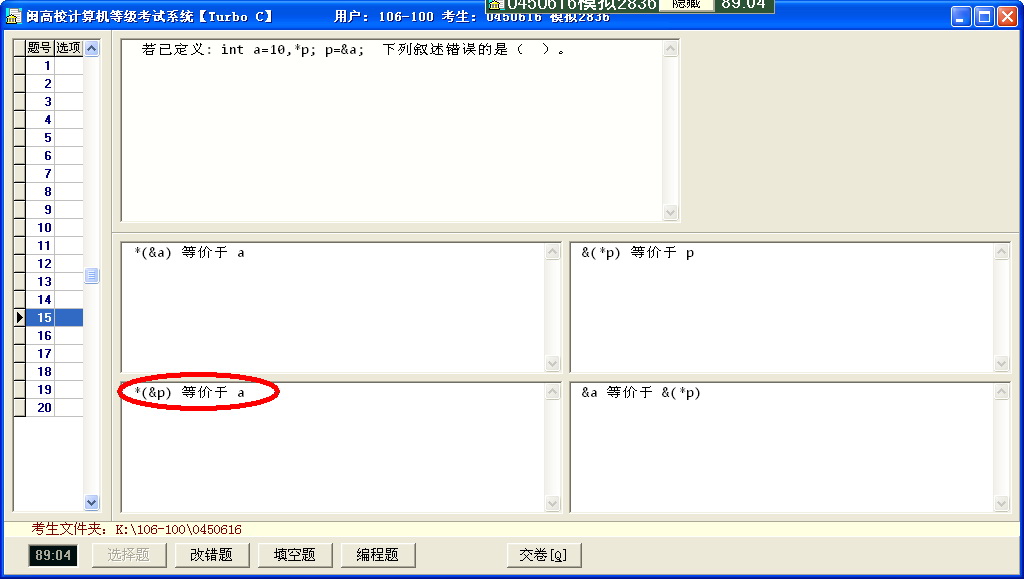 0450616模拟2836 隐藏 89:04
闽高校计算机等级考试系统【Turbo C】 用户: 106-100 考生: 0450616 模拟2836
题号 选项
1
2
3
4
5
6
7
8
9
10
11
12
13
14
15
16
17
18
19
20
若已定义: int a=10,*p; p=&a; 下列叙述错误的是（ ）。
*(&a) 等价于 a
&(*p) 等价于 p
*(&p) 等价于 a
&a 等价于 &(*p)
考生文件夹: K:\106-100\0450616
89:04 选择题 改错题 填空题 编程题 交卷[Q]